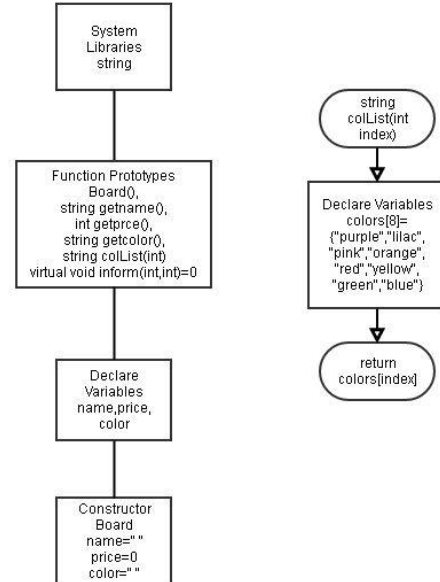 System
Libraries
string
Function Prototypes
Board(),
string getname(),
int getprce(),
string getcolor(),
string colList(int)
virtual void inform(int,int)=0
Declare
Variables
name,price,
color
Constructor
Board
name=" "
price=0
color=" "
string
colList(int
index)
Declare Variables
colors[8]=
{"purple","lilac",
"pink","orange",
"red","yellow",
"green","blue"}
return
colors[index]